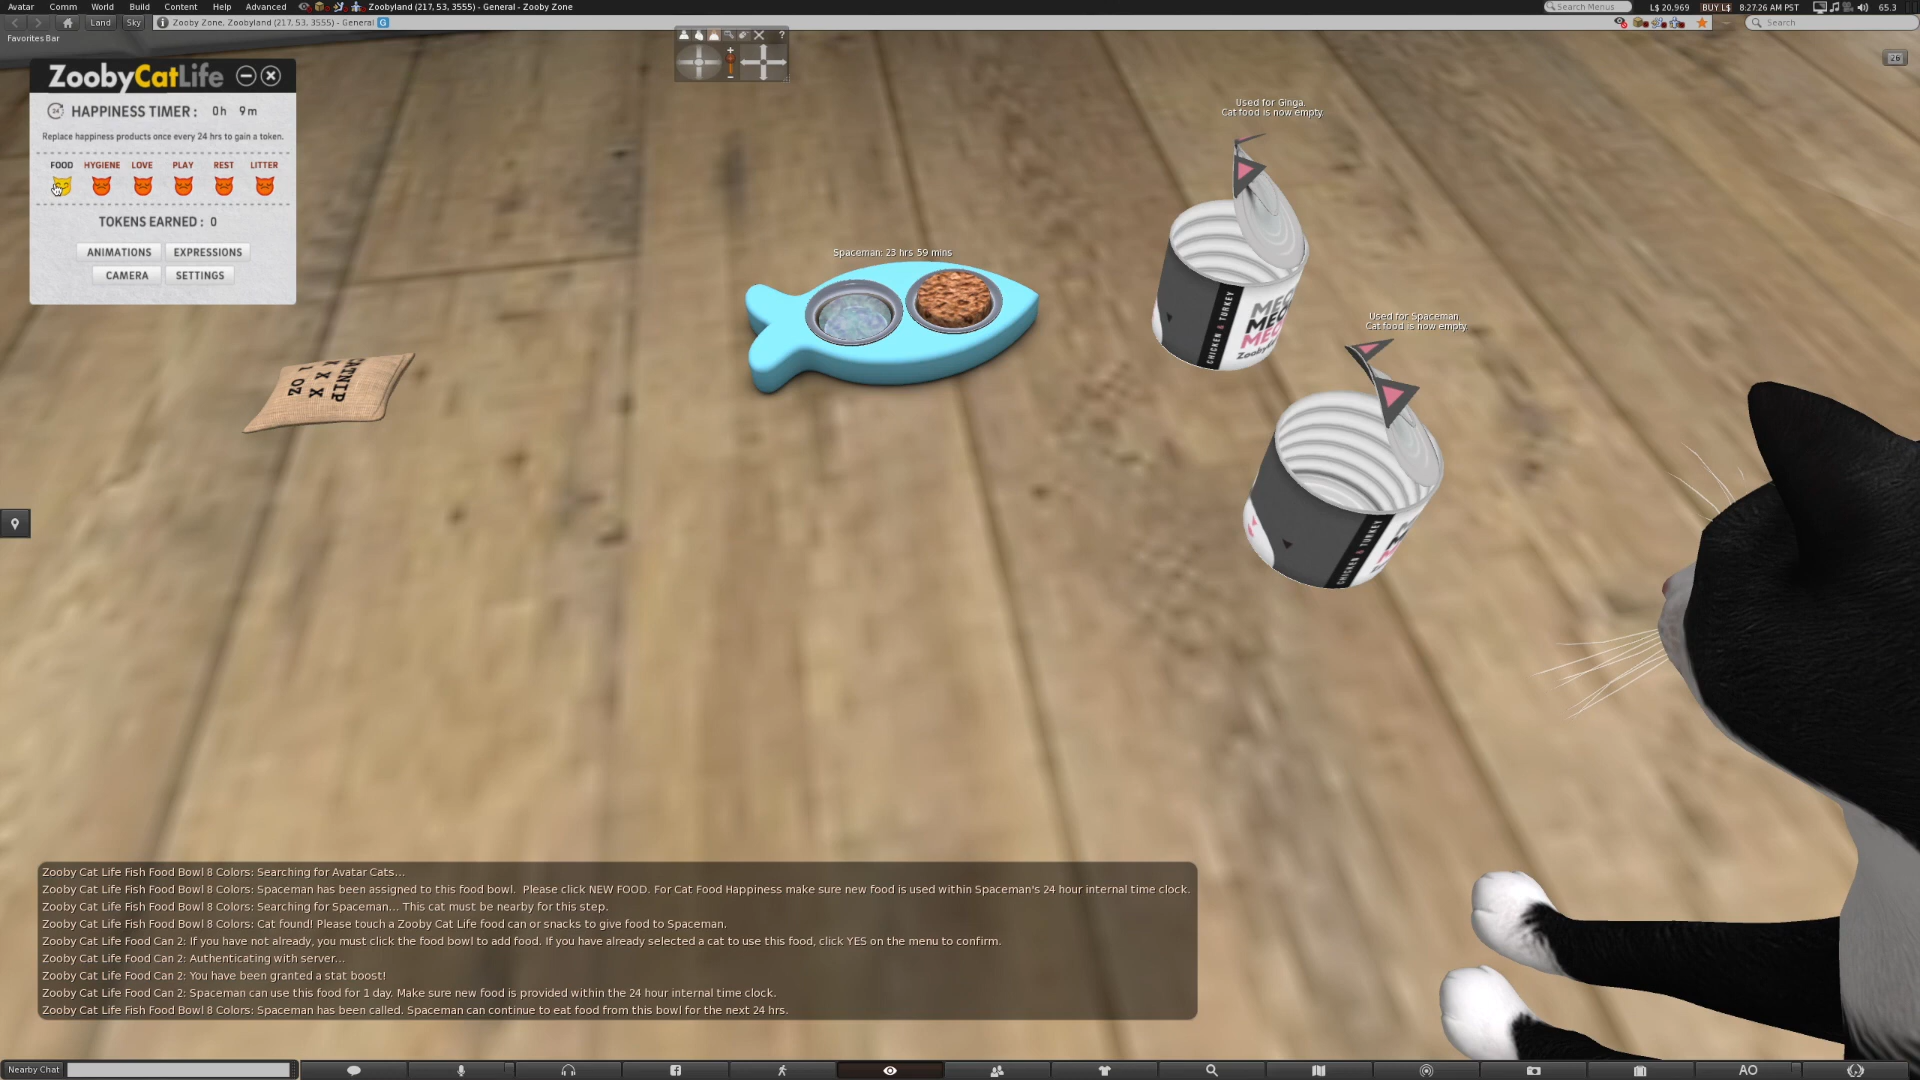 Avatar Comm World Build Content Help Advanced Zoobyland (217, 53, 3555) - General - Zooby Zone Search Menus L$ 20,969 BUY L$ 8:27:26 AM PST 65.3
Land Sky Zooby Zone, Zoobyland (217, 53, 3555) - General G Search
Favorites Bar
26
ZoobyCatLife
HAPPINESS TIMER : 0h 9m
Replace happiness products once every 24 hrs to gain a token.
FOOD HYGIENE LOVE PLAY REST LITTER
TOKENS EARNED : 0
ANIMATIONS EXPRESSIONS
CAMERA SETTINGS
Used for Ginga.
Cat food is now empty.
Spaceman: 23 hrs 59 mins
CHICKEN & TURKEY
Used for Spaceman.
Cat food is now empty.
CHICKEN & TURKEY
CATNIP
X X X
1 OZ
Zooby Cat Life Fish Food Bowl 8 Colors: Searching for Avatar Cats...
Zooby Cat Life Fish Food Bowl 8 Colors: Spaceman has been assigned to this food bowl.  Please click NEW FOOD. For Cat Food Happiness make sure new food is used within Spaceman's 24 hour internal time clock.
Zooby Cat Life Fish Food Bowl 8 Colors: Searching for Spaceman... This cat must be nearby for this step.
Zooby Cat Life Fish Food Bowl 8 Colors: Cat found! Please touch a Zooby Cat Life food can or snacks to give food to Spaceman.
Zooby Cat Life Food Can 2: If you have not already, you must click the food bowl to add food. If you have already selected a cat to use this food, click YES on the menu to confirm.
Zooby Cat Life Food Can 2: Authenticating with server...
Zooby Cat Life Food Can 2: You have been granted a stat boost!
Zooby Cat Life Food Can 2: Spaceman can use this food for 1 day. Make sure new food is provided within the 24 hour internal time clock.
Zooby Cat Life Fish Food Bowl 8 Colors: Spaceman has been called. Spaceman can continue to eat food from this bowl for the next 24 hrs.
Nearby Chat AO